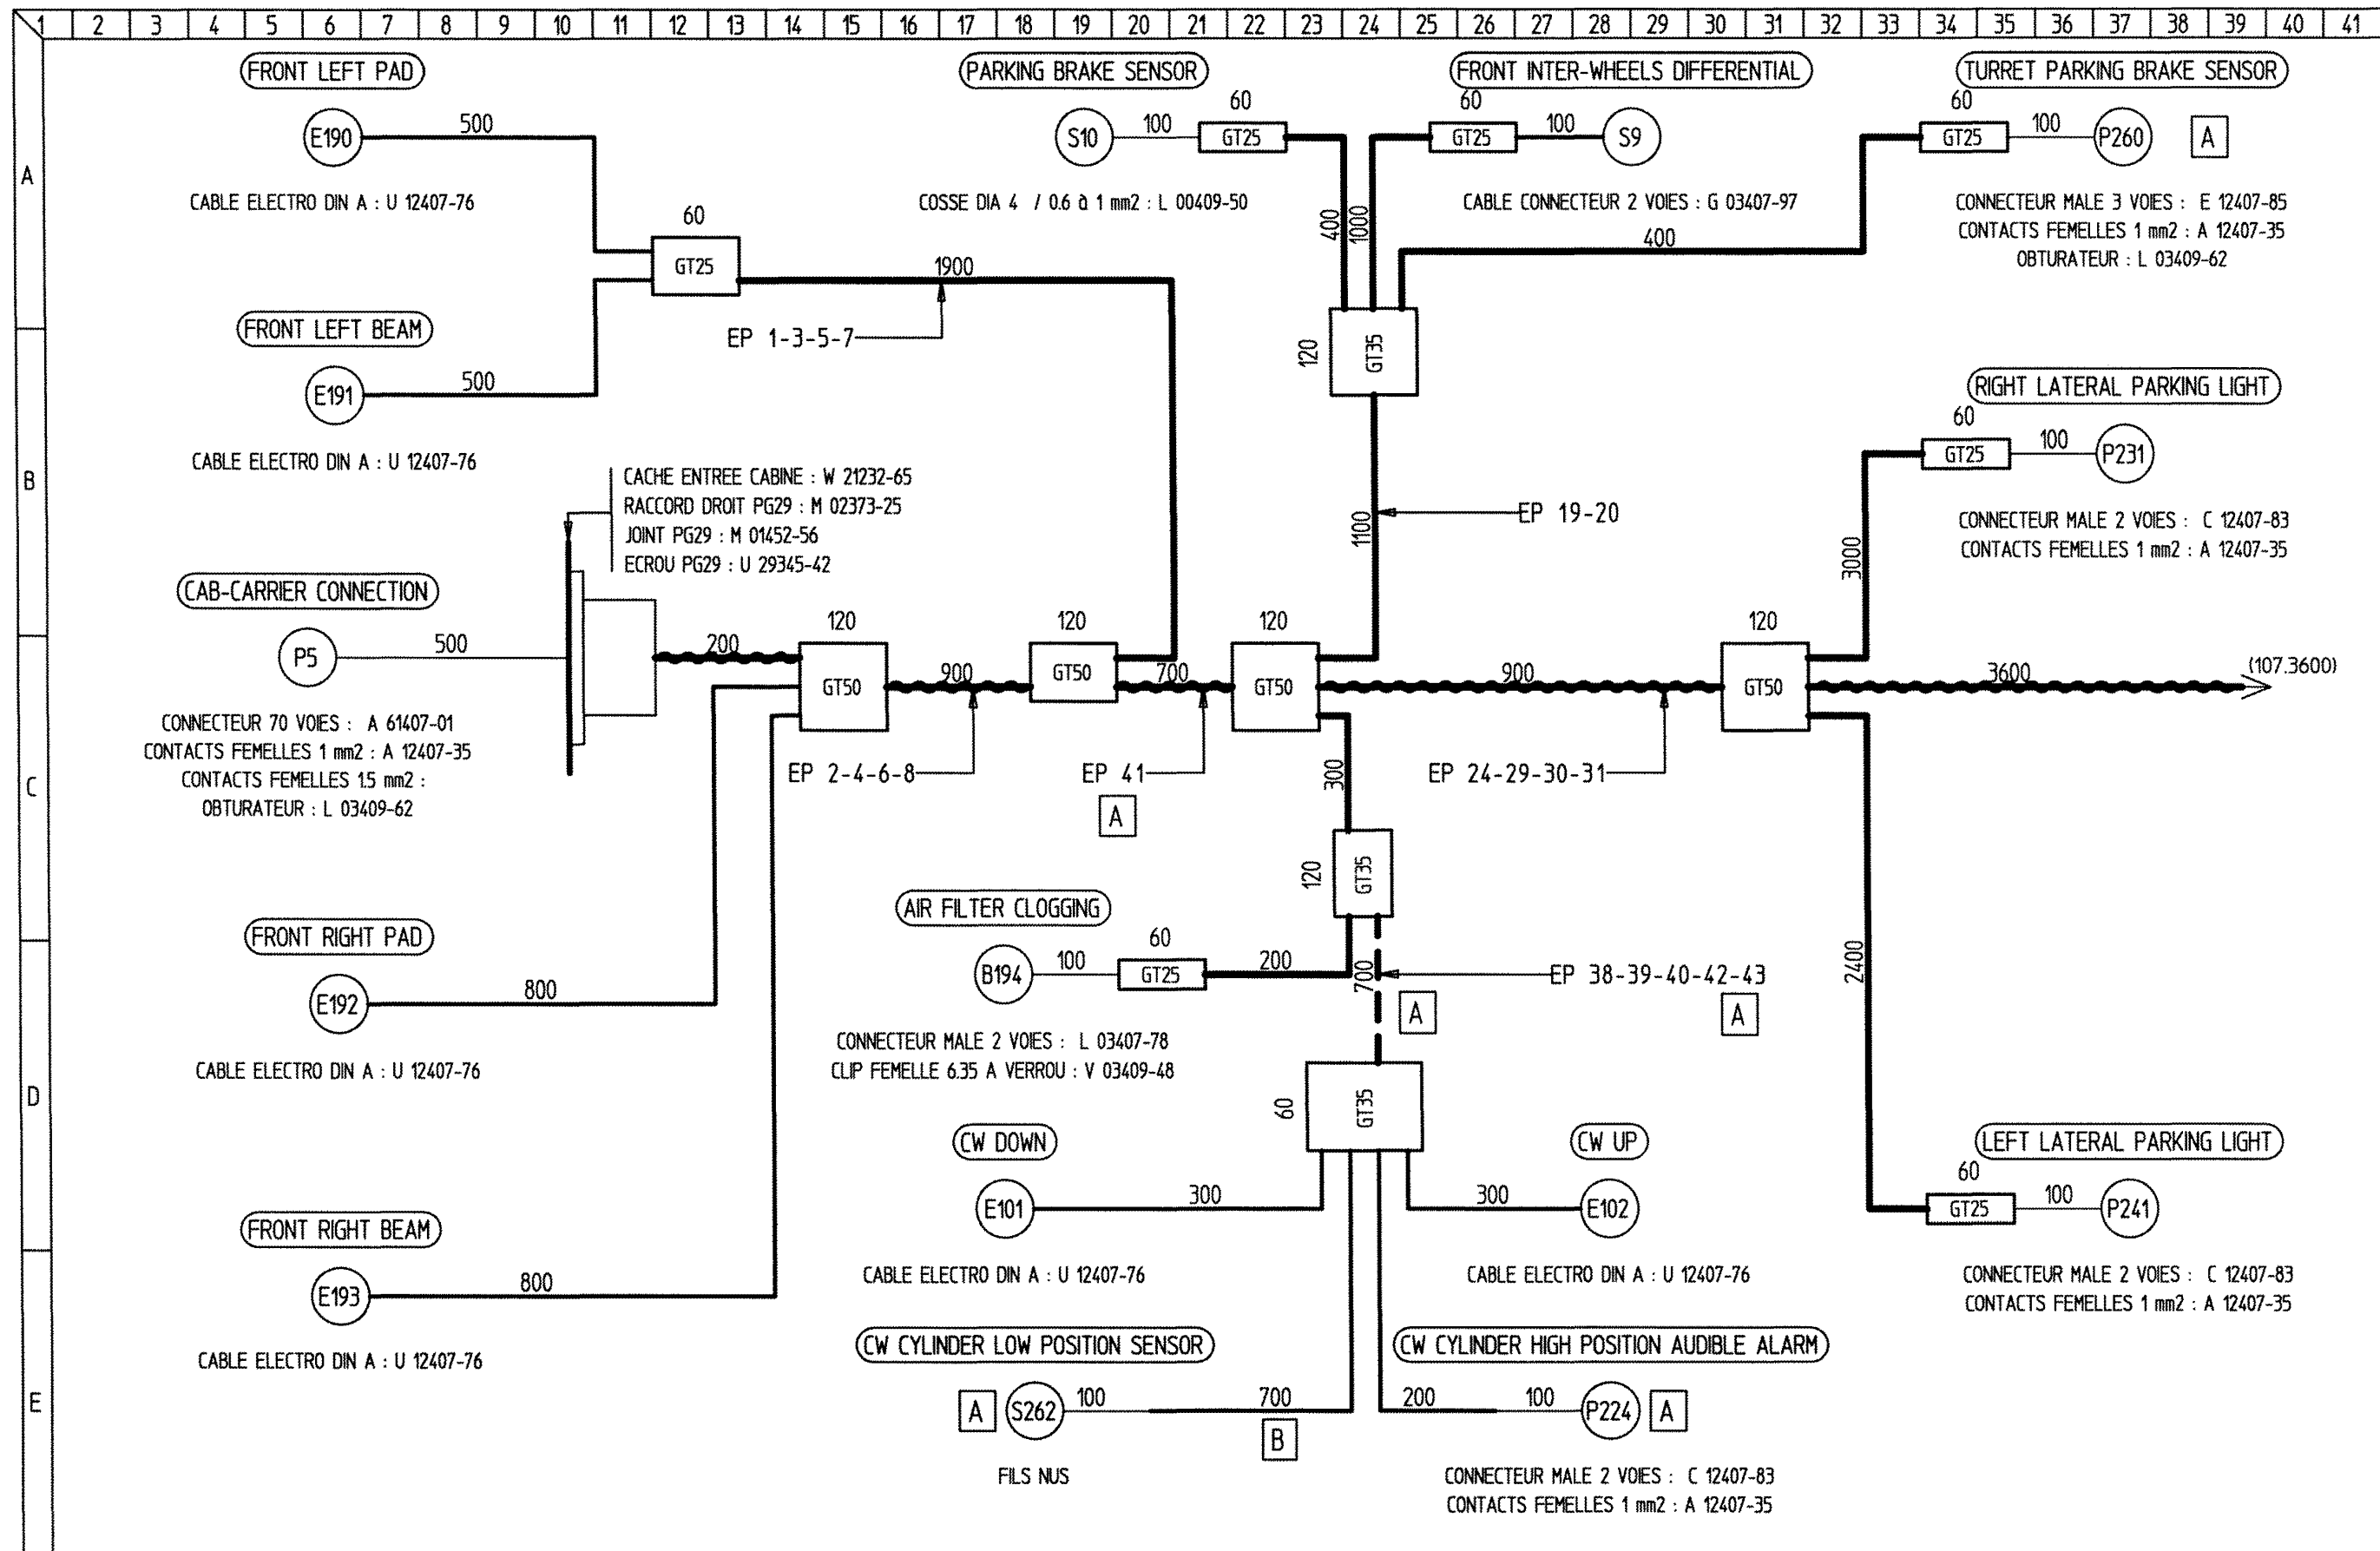 1 2 3 4 5 6 7 8 9 10 11 12 13 14 15 16 17 18 19 20 21 22 23 24 25 26 27 28 29 30 31 32 33 34 35 36 37 38 39 40 41
A
B
C
D
E
FRONT LEFT PAD
E190
500
CABLE ELECTRO DIN A : U 12407-76
60
GT25
1900
EP 1-3-5-7
FRONT LEFT BEAM
E191
500
CABLE ELECTRO DIN A : U 12407-76
PARKING BRAKE SENSOR
S10
100
60
GT25
COSSE DIA 4 / 0.6 à 1 mm2 : L 00409-50
400
FRONT INTER-WHEELS DIFFERENTIAL
60
GT25
100
S9
CABLE CONNECTEUR 2 VOIES : G 03407-97
1000
TURRET PARKING BRAKE SENSOR
60
GT25
100
P260
A
CONNECTEUR MALE 3 VOIES : E 12407-85
CONTACTS FEMELLES 1 mm2 : A 12407-35
OBTURATEUR : L 03409-62
400
120
GT35
1100
EP 19-20
RIGHT LATERAL PARKING LIGHT
60
GT25
100
P231
CONNECTEUR MALE 2 VOIES : C 12407-83
CONTACTS FEMELLES 1 mm2 : A 12407-35
3000
CACHE ENTREE CABINE : W 21232-65
RACCORD DROIT PG29 : M 02373-25
JOINT PG29 : M 01452-56
ECROU PG29 : U 29345-42
CAB-CARRIER CONNECTION
P5
500
CONNECTEUR 70 VOIES : A 61407-01
CONTACTS FEMELLES 1 mm2 : A 12407-35
CONTACTS FEMELLES 1.5 mm2 :
OBTURATEUR : L 03409-62
200
120
GT50
900
EP 2-4-6-8
120
GT50
700
EP 41
A
120
GT50
900
EP 24-29-30-31
120
GT50
3600
(107.3600)
300
120
GT35
AIR FILTER CLOGGING
B194
100
60
GT25
200
CONNECTEUR MALE 2 VOIES : L 03407-78
CLIP FEMELLE 6.35 A VERROU : V 03409-48
700
EP 38-39-40-42-43
A
A
2400
FRONT RIGHT PAD
E192
800
CABLE ELECTRO DIN A : U 12407-76
60
GT35
CW DOWN
E101
300
CABLE ELECTRO DIN A : U 12407-76
CW UP
300
E102
CABLE ELECTRO DIN A : U 12407-76
LEFT LATERAL PARKING LIGHT
60
GT25
100
P241
CONNECTEUR MALE 2 VOIES : C 12407-83
CONTACTS FEMELLES 1 mm2 : A 12407-35
FRONT RIGHT BEAM
E193
800
CABLE ELECTRO DIN A : U 12407-76
CW CYLINDER LOW POSITION SENSOR
A
S262
100
700
B
FILS NUS
CW CYLINDER HIGH POSITION AUDIBLE ALARM
200
100
P224
A
CONNECTEUR MALE 2 VOIES : C 12407-83
CONTACTS FEMELLES 1 mm2 : A 12407-35